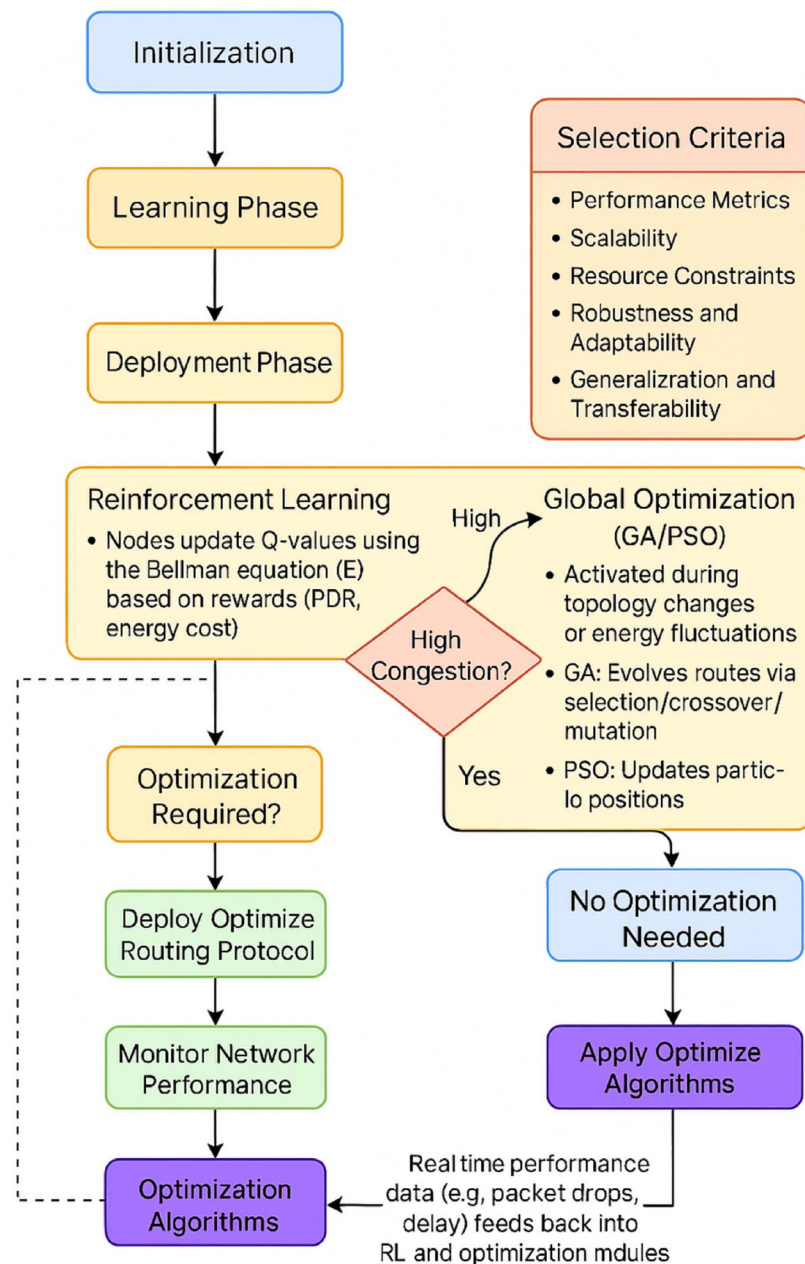 Initialization
Learning Phase
Deployment Phase
Selection Criteria
• Performance Metrics
• Scalability
• Resource Constraints
• Robustness and
Adaptability
• Generalizration and
Transferability
Reinforcement Learning
• Nodes update Q-values using
the Bellman equation (E)
based on rewards (PDR,
energy cost)
High
High
Congestion?
Yes
Global Optimization
(GA/PSO)
• Activated during
topology changes
or energy fluctuations
• GA: Evolves routes via
selection/crossover/
mutation
• PSO: Updates partic-
lo positions
Optimization
Required?
Deploy Optimize
Routing Protocol
Monitor Network
Performance
Optimization
Algorithms
No Optimization
Needed
Apply Optimize
Algorithms
Real time performance
data (e.g, packet drops,
delay) feeds back into
RL and optimization mdules